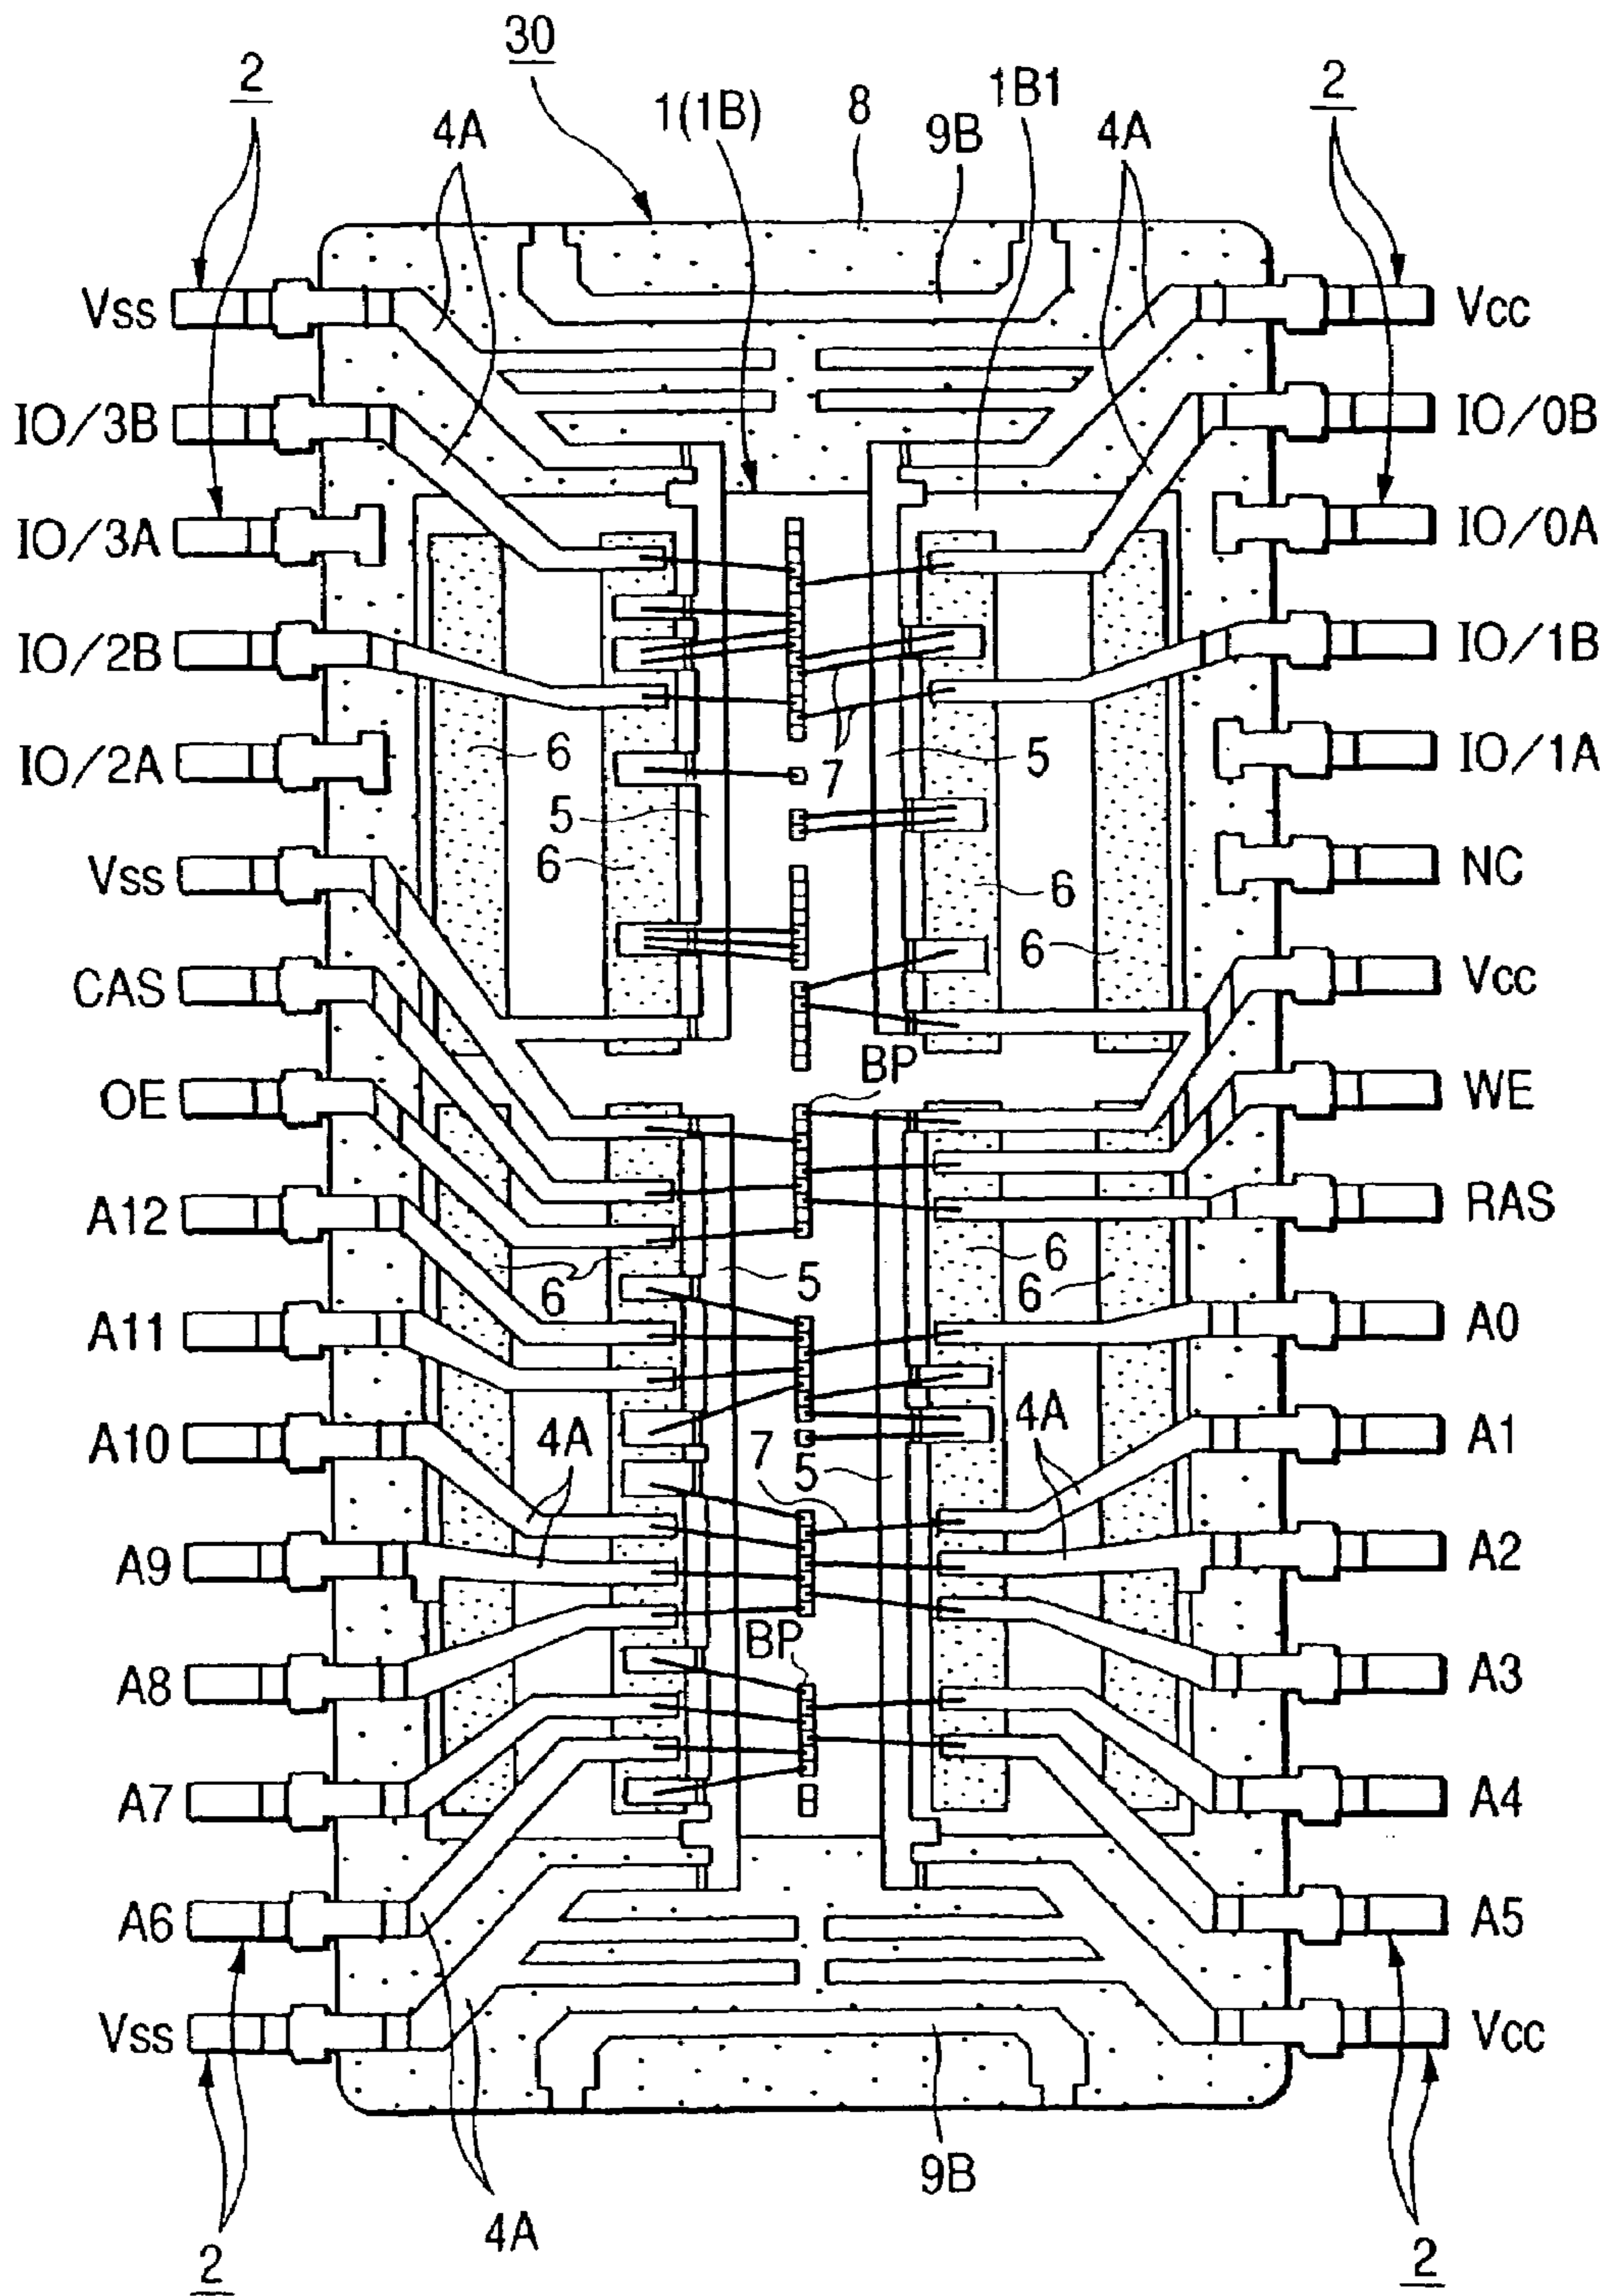 30
2
1(1B)
8
1B1
2
4A
9B
4A
Vss
Vcc
IO/3B
IO/0B
IO/3A
IO/0A
IO/2B
IO/1B
6
7
5
IO/2A
IO/1A
5
6
6
Vss
NC
6
CAS
Vcc
BP
OE
WE
A12
RAS
6
6
5
6
A11
A0
4A
A10
4A
7
5
A1
A9
A2
BP
A8
A3
A7
A4
A6
A5
Vss
Vcc
9B
4A
2
2